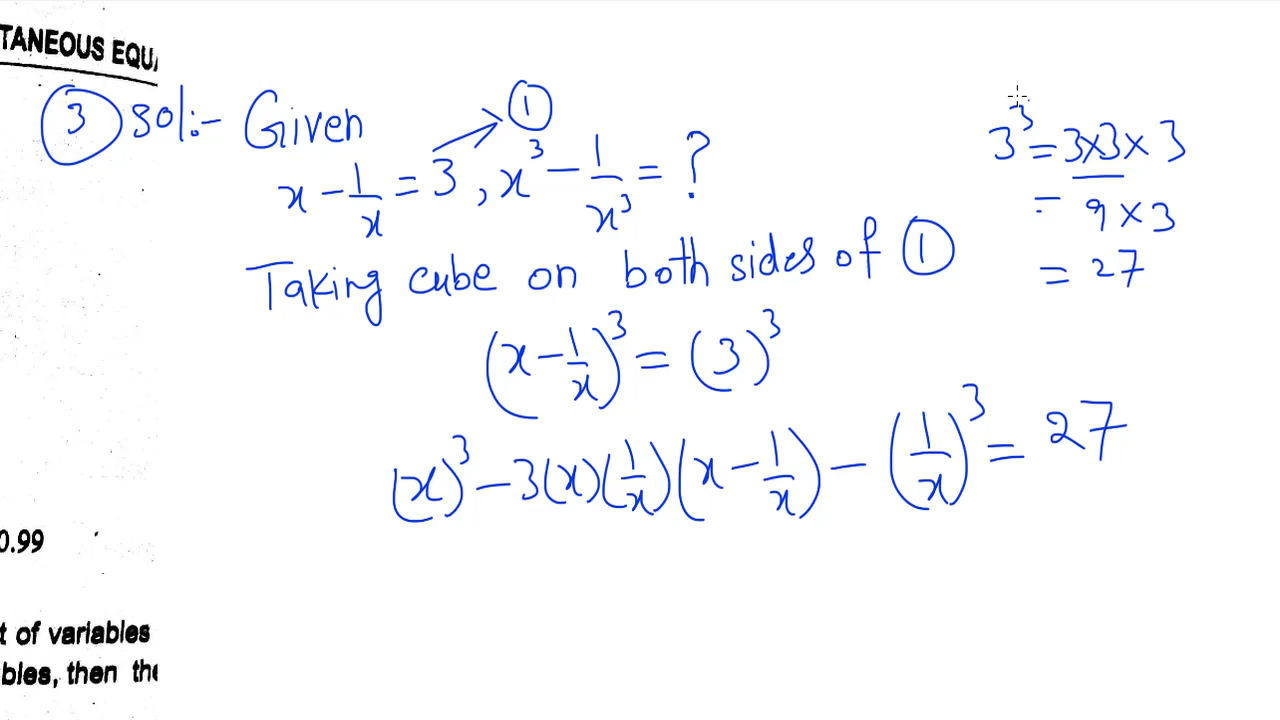 TANEOUS EQUA
③ Sol:- Given ①
x - 1/x = 3, x³ - 1/x³ = ?
Taking cube on both sides of ①
(x - 1/x)³ = (3)³
(x)³ - 3(x)(1/x)(x - 1/x) - (1/x)³ = 27
3³ = 3×3×3
= 9×3
= 27
0.99
t of variables
bles, then the